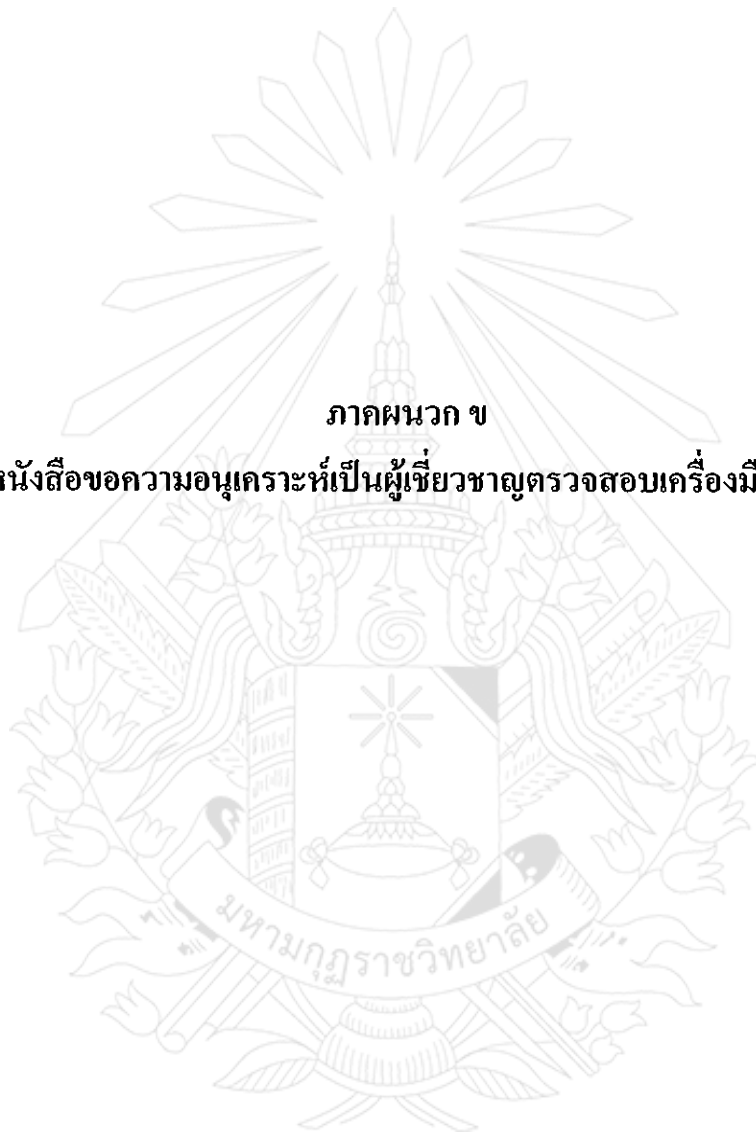 ภาคผนวก ข
หนังสือขอความอนุเคราะห์เป็นผู้เชี่ยวชาญตรวจสอบเครื่องมือ
มหามกุฏราชวิทยาลัย